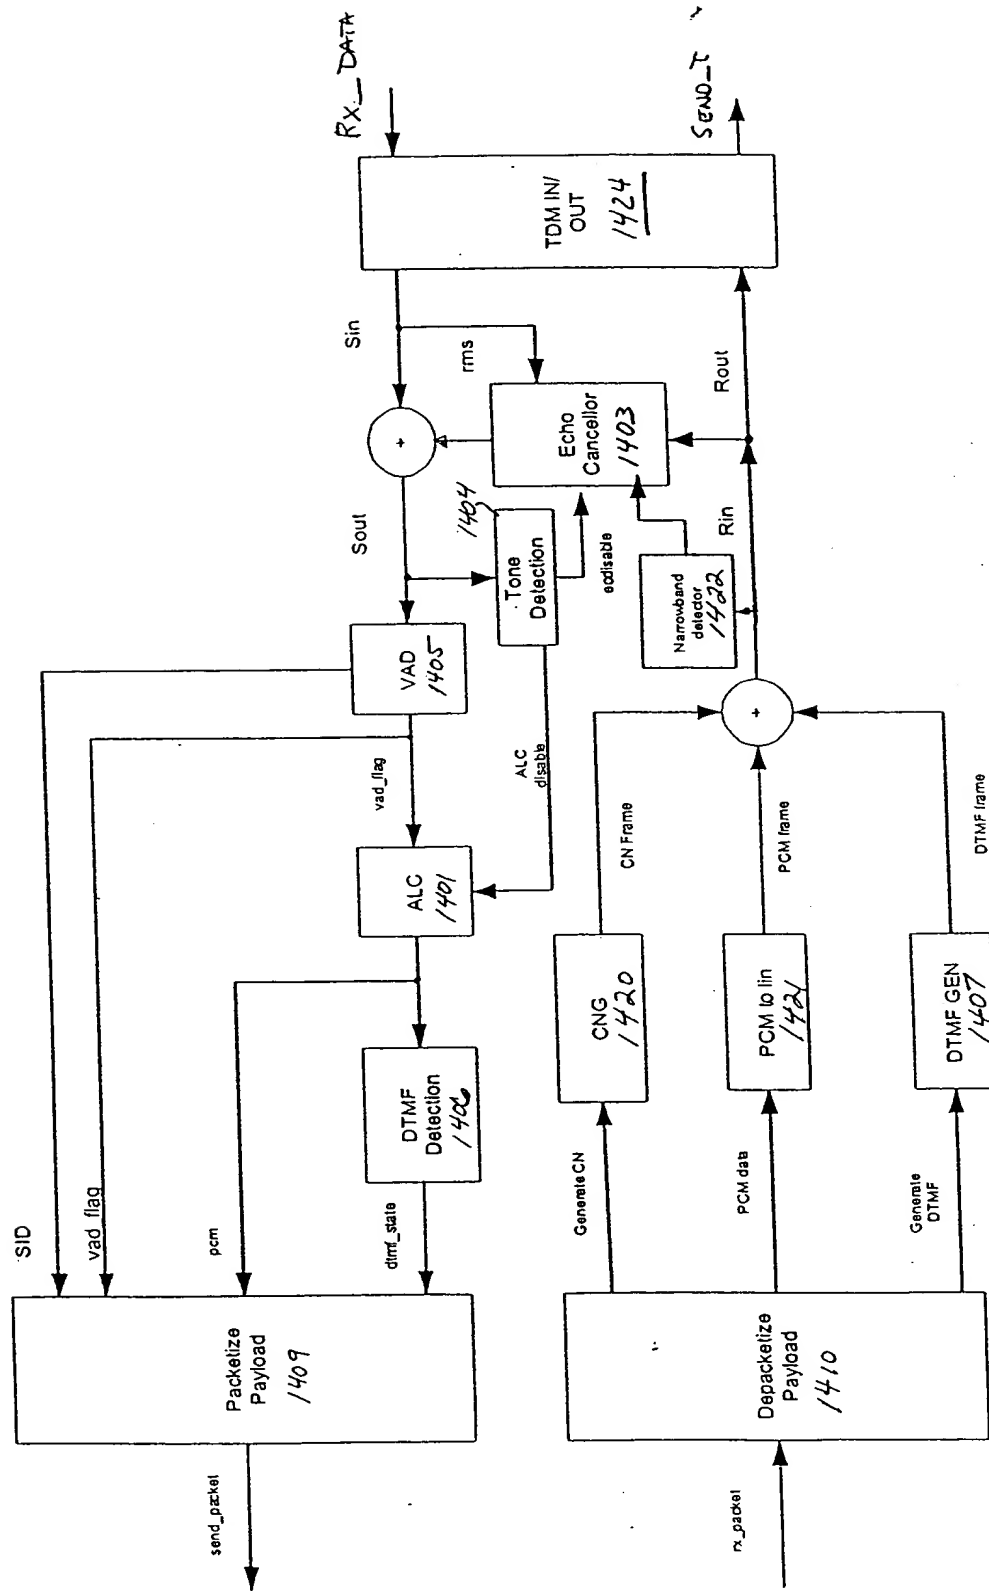 RX_DATA
SEND_T
TDM IN/
OUT
1424
Sin
rms
+
Echo
Cancellor
1403
Rout
Sout
1404
Tone
Detection
ecdisable
Rin
Narrowband
detector
1422
VAD
1405
vad_flag
ALC
disable
+
ALC
1401
CN Frame
PCM frame
DTMF frame
CNG
1420
PCM to lin
1421
DTMF GEN
1407
DTMF
Detection
1406
SID
vad_flag
pcm
dtmf_state
Generate CN
PCM data
Generate
DTMF
Packetize
Payload
1409
Depacketize
Payload
1410
send_packet
rx_packet